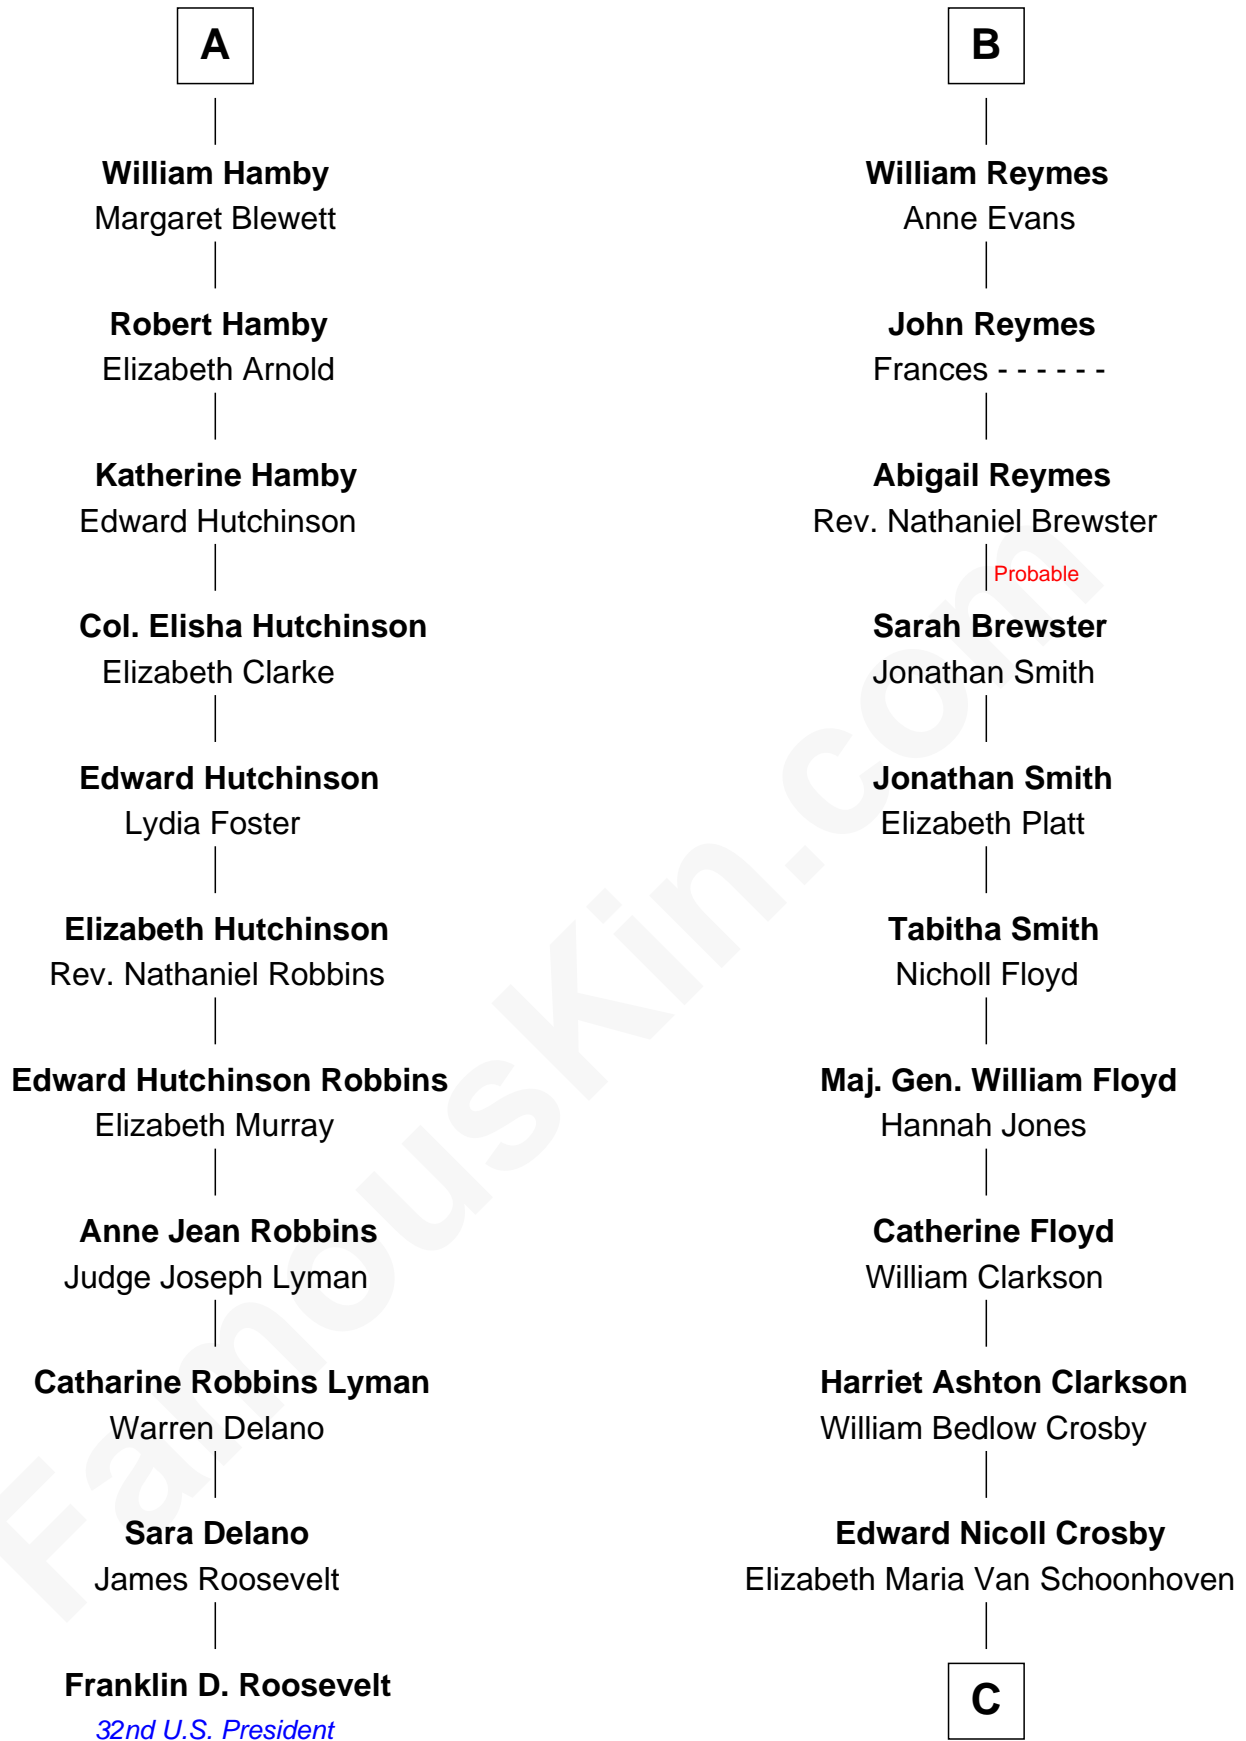 A
William Hamby
Margaret Blewett
Robert Hamby
Elizabeth Arnold
Katherine Hamby
Edward Hutchinson
Col. Elisha Hutchinson
Elizabeth Clarke
Edward Hutchinson
Lydia Foster
Elizabeth Hutchinson
Rev. Nathaniel Robbins
Edward Hutchinson Robbins
Elizabeth Murray
Anne Jean Robbins
Judge Joseph Lyman
Catharine Robbins Lyman
Warren Delano
Sara Delano
James Roosevelt
Franklin D. Roosevelt
32nd U.S. President
B
William Reymes
Anne Evans
John Reymes
Frances - - - - - -
Abigail Reymes
Rev. Nathaniel Brewster
Probable
Sarah Brewster
Jonathan Smith
Jonathan Smith
Elizabeth Platt
Tabitha Smith
Nicholl Floyd
Maj. Gen. William Floyd
Hannah Jones
Catherine Floyd
William Clarkson
Harriet Ashton Clarkson
William Bedlow Crosby
Edward Nicoll Crosby
Elizabeth Maria Van Schoonhoven
C
FamousKin.com